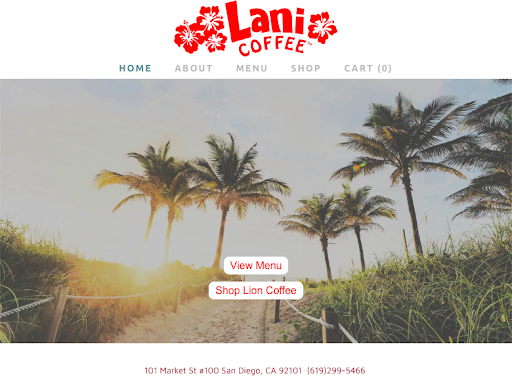 Lani
COFFEE™
HOME ABOUT MENU SHOP CART (0)
View Menu
Shop Lion Coffee
101 Market St #100 San Diego, CA 92101 (619)299-5466